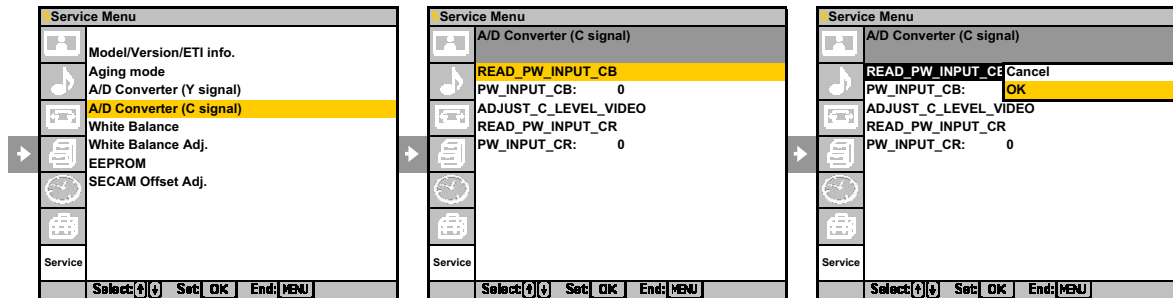 Service Menu
Model/Version/ETI info.
Aging mode
A/D Converter (Y signal)
A/D Converter (C signal)
White Balance
White Balance Adj.
EEPROM
SECAM Offset Adj.
Service
Select: Set: OK End: MENU
Service Menu
A/D Converter (C signal)
READ_PW_INPUT_CB
PW_INPUT_CB: 0
ADJUST_C_LEVEL_VIDEO
READ_PW_INPUT_CR
PW_INPUT_CR: 0
Service
Select: Set: OK End: MENU
Service Menu
A/D Converter (C signal)
READ_PW_INPUT_CB Cancel
PW_INPUT_CB: OK
ADJUST_C_LEVEL_VIDEO
READ_PW_INPUT_CR
PW_INPUT_CR: 0
Service
Select: Set: OK End: MENU